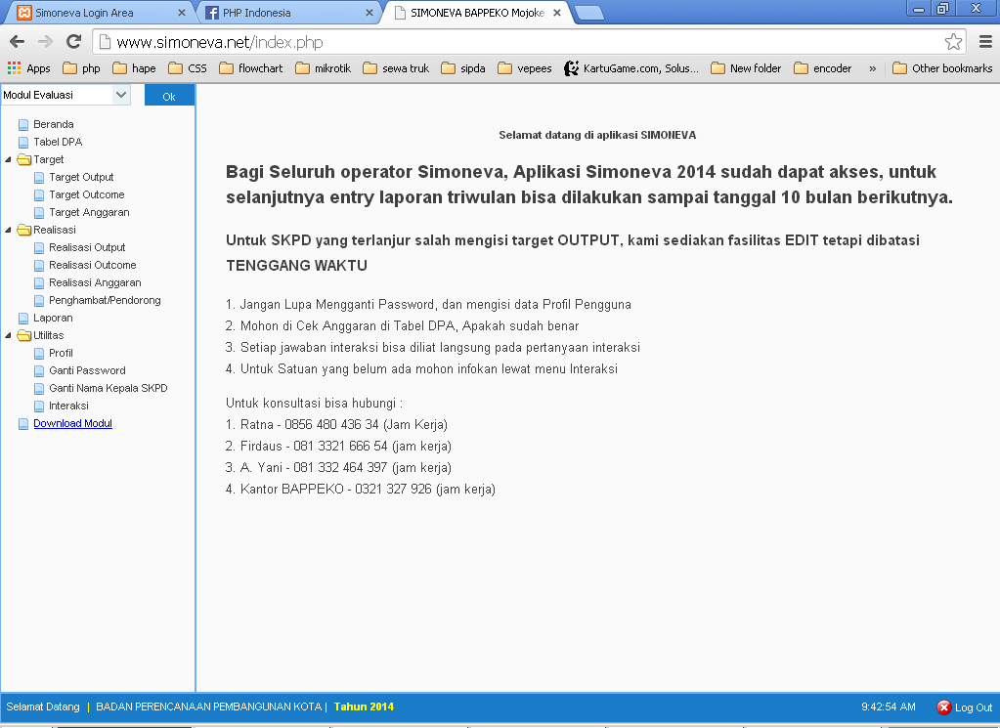 Simoneva Login Area
PHP Indonesia
SIMONEVA BAPPEKO Mojoke
www.simoneva.net/index.php
Apps php hape CSS flowchart mikrotik sewa truk sipda vepees KartuGame.com, Solus... New folder encoder » Other bookmarks
Modul Evaluasi Ok
Beranda
Tabel DPA
Target
Target Output
Target Outcome
Target Anggaran
Realisasi
Realisasi Output
Realisasi Outcome
Realisasi Anggaran
Penghambat/Pendorong
Laporan
Utilitas
Profil
Ganti Password
Ganti Nama Kepala SKPD
Interaksi
Download Modul
Selamat datang di aplikasi SIMONEVA
Bagi Seluruh operator Simoneva, Aplikasi Simoneva 2014 sudah dapat akses, untuk
selanjutnya entry laporan triwulan bisa dilakukan sampai tanggal 10 bulan berikutnya.
Untuk SKPD yang terlanjur salah mengisi target OUTPUT, kami sediakan fasilitas EDIT tetapi dibatasi
TENGGANG WAKTU
1. Jangan Lupa Mengganti Password, dan mengisi data Profil Pengguna
2. Mohon di Cek Anggaran di Tabel DPA, Apakah sudah benar
3. Setiap jawaban interaksi bisa diliat langsung pada pertanyaan interaksi
4. Untuk Satuan yang belum ada mohon infokan lewat menu Interaksi
Untuk konsultasi bisa hubungi :
1. Ratna - 0856 480 436 34 (Jam Kerja)
2. Firdaus - 081 3321 666 54 (jam kerja)
3. A. Yani - 081 332 464 397 (jam kerja)
4. Kantor BAPPEKO - 0321 327 926 (jam kerja)
Selamat Datang | BADAN PERENCANAAN PEMBANGUNAN KOTA | Tahun 2014 9:42:54 AM Log Out